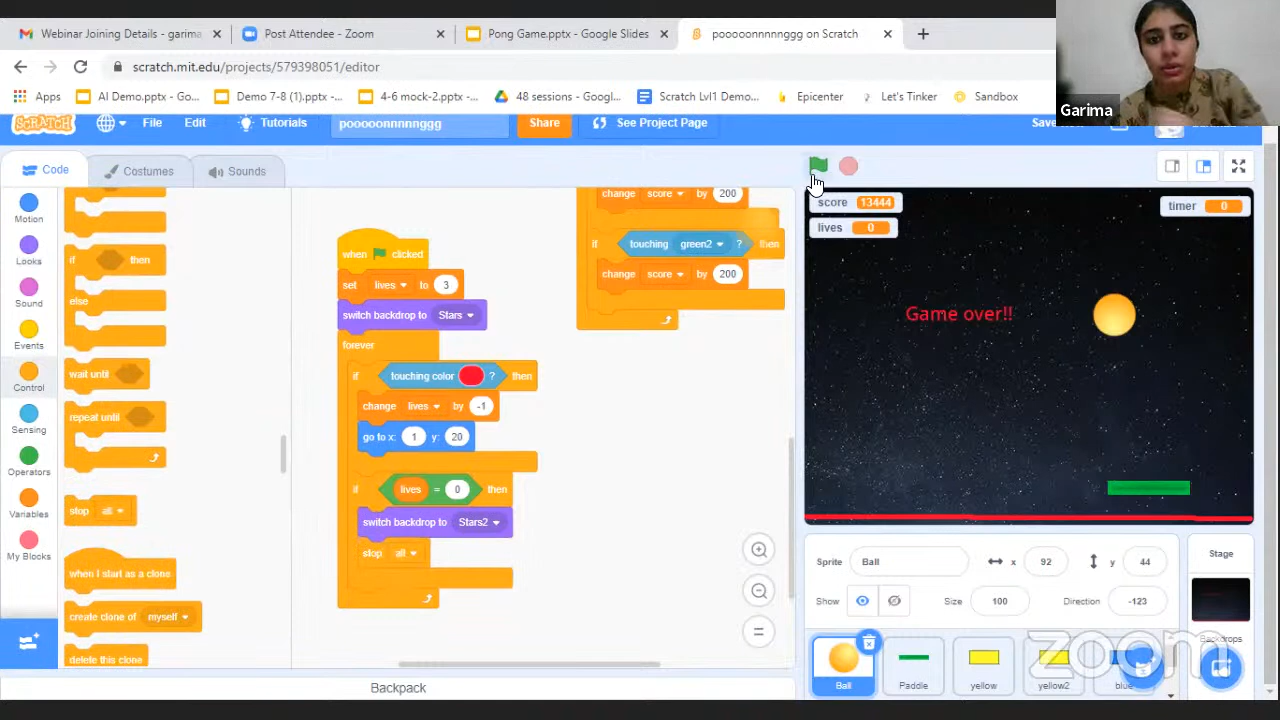 Webinar Joining Details - garima
Post Attendee - Zoom
Pong Game.pptx - Google Slides
pooooonnnnnggg on Scratch
scratch.mit.edu/projects/579398051/editor
Apps
AI Demo.pptx - Go...
Demo 7-8 (1).pptx -...
4-6 mock-2.pptx -...
48 sessions - Googl...
Scratch Lvl1 Demo...
Epicenter
Let's Tinker
Sandbox
Garima
SCRATCH
File
Edit
Tutorials
pooooonnnnnggg
Share
See Project Page
Code
Costumes
Sounds
Motion
Looks
Sound
Events
Control
Sensing
Operators
Variables
My Blocks
if then
else
wait until
repeat until
stop all
when I start as a clone
create clone of myself
delete this clone
when clicked
set lives to 3
switch backdrop to Stars
forever
if touching color ? then
change lives by -1
go to x: 1 y: 20
if lives = 0 then
switch backdrop to Stars2
stop all
change score by 200
if touching green2 ? then
change score by 200
score 13444
lives 0
timer 0
Game over!!
Sprite Ball x 92 y 44
Show Size 100 Direction -123
Stage
Backdrops
Ball
Paddle
yellow
yellow2
blue
zoom
Backpack